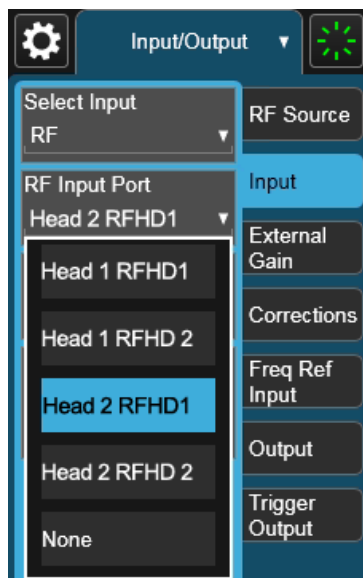 Input/Output
Select Input
RF
RF Input Port
Head 2 RFHD1
Head 1 RFHD1
Head 1 RFHD 2
Head 2 RFHD1
Head 2 RFHD 2
None
RF Source
Input
External
Gain
Corrections
Freq Ref
Input
Output
Trigger
Output